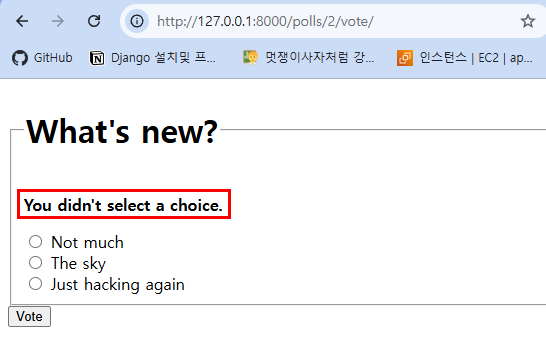 http://127.0.0.1:8000/polls/2/vote/
GitHub Django 설치및 프... 멋쟁이사자처럼 강... 인스턴스 | EC2 | ap...
What's new?
You didn't select a choice.
Not much
The sky
Just hacking again
Vote